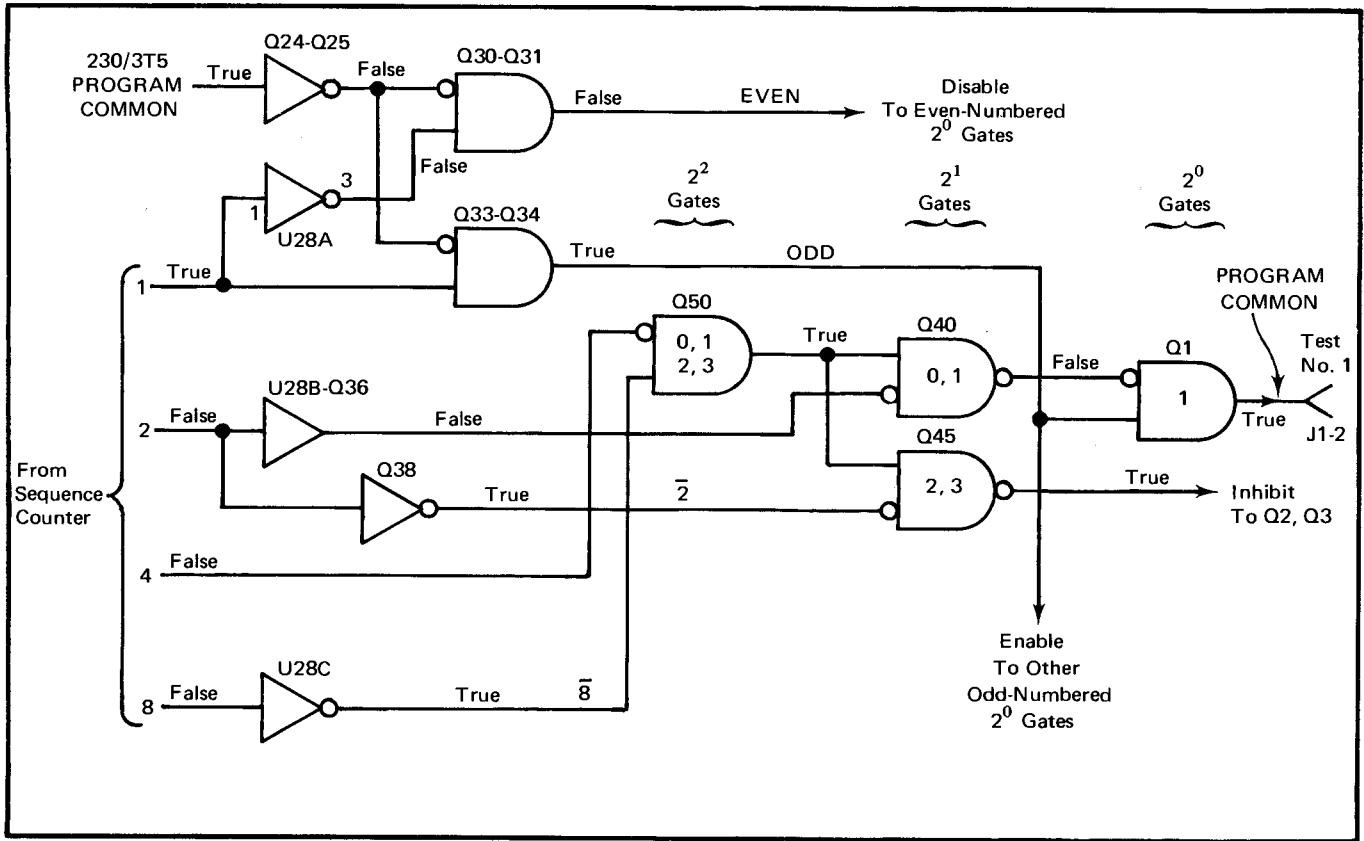 230/3T5
PROGRAM
COMMON
True
Q24-Q25
False
Q30-Q31
False
EVEN
Disable
To Even-Numbered
2⁰ Gates
False
1
3
U28A
Q33-Q34
True
ODD
2²
Gates
2¹
Gates
2⁰
Gates
1
True
From
Sequence
Counter
2
False
U28B-Q36
False
Q38
True
2̅
4
False
8
False
U28C
True
8̅
Q50
0, 1
2, 3
True
Q40
0, 1
False
Q45
2, 3
True
Inhibit
To Q2, Q3
Q1
1
True
PROGRAM
COMMON
Test
No. 1
J1-2
Enable
To Other
Odd-Numbered
2⁰ Gates